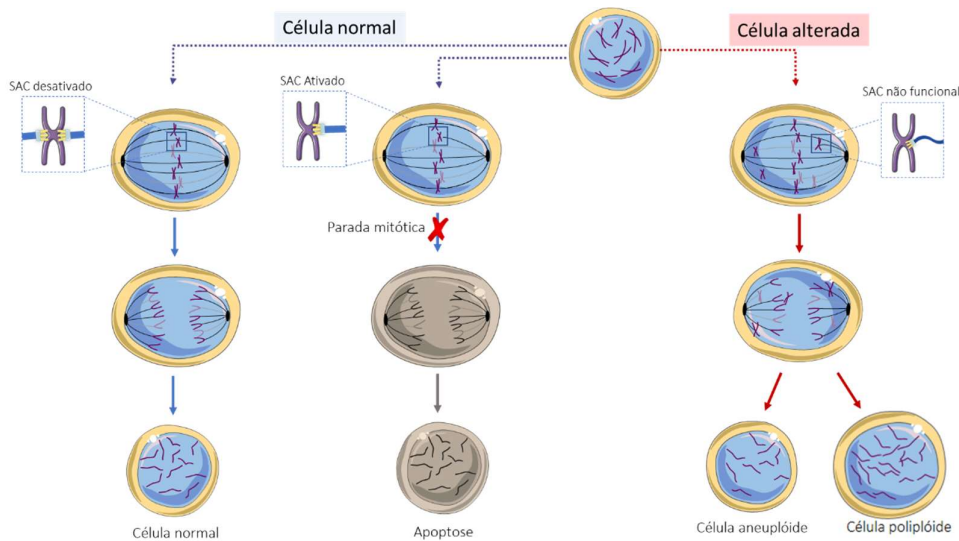 Célula normal
Célula alterada
SAC desativado
SAC Ativado
SAC não funcional
Parada mitótica
Célula normal
Apoptose
Célula aneuplóide
Célula poliplóide